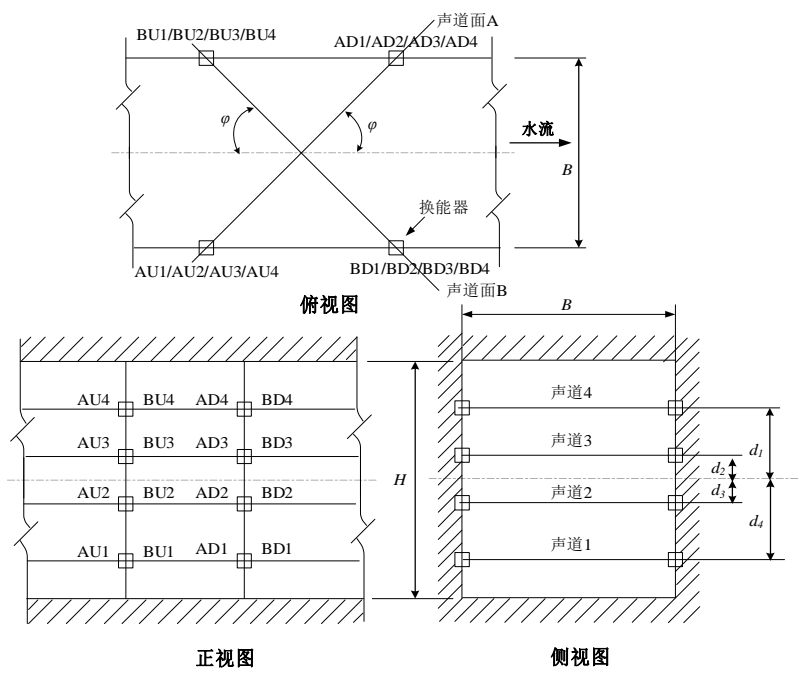 声道面A
BU1/BU2/BU3/BU4
AD1/AD2/AD3/AD4
φ
φ
水流
B
换能器
AU1/AU2/AU3/AU4
BD1/BD2/BD3/BD4
声道面B
俯视图
B
AU4 BU4 AD4 BD4
AU3 BU3 AD3 BD3
AU2 BU2 AD2 BD2
AU1 BU1 AD1 BD1
H
声道4
声道3
声道2
声道1
d1
d2
d3
d4
正视图
侧视图